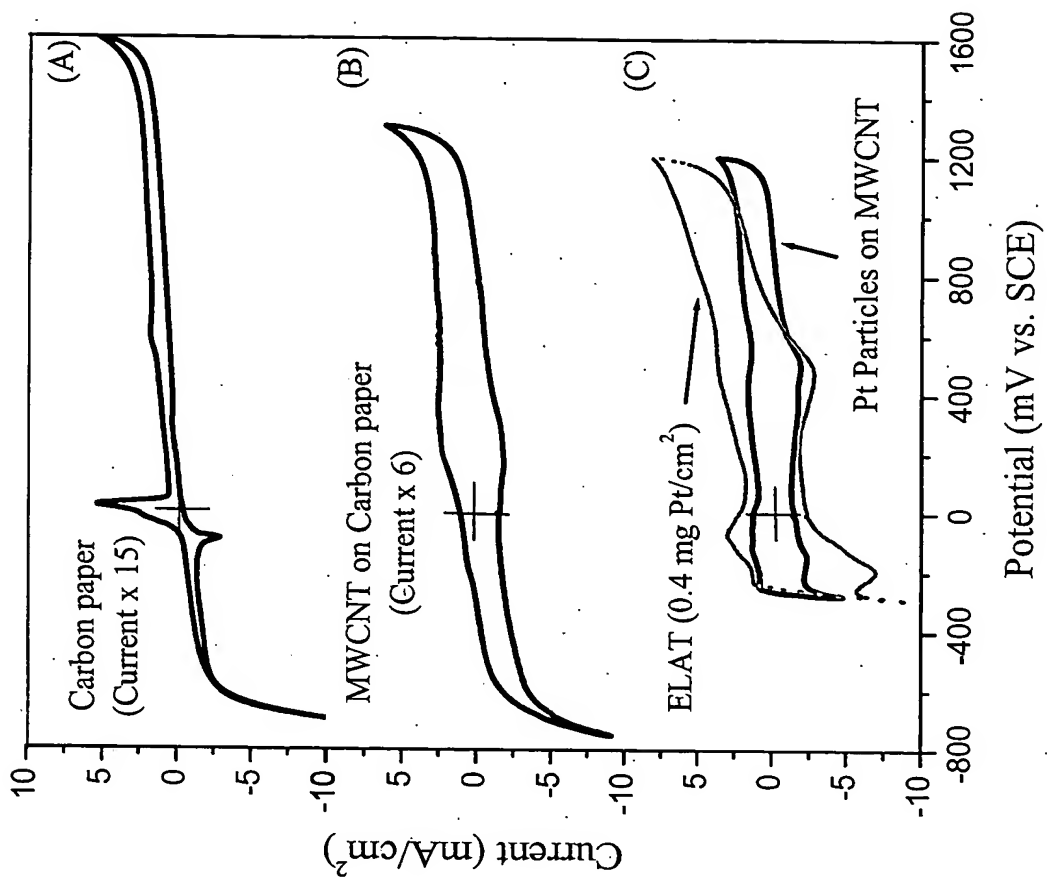 (A)
Carbon paper
(Current x 15)
10
5
0
-5
-10
(B)
MWCNT on Carbon paper
(Current x 6)
5
0
-5
-10
(C)
ELAT (0.4 mg Pt/cm²)
Pt Particles on MWCNT
5
0
-5
-10
Current (mA/cm²)
-800
-400
0
400
800
1200
1600
Potential (mV vs. SCE)